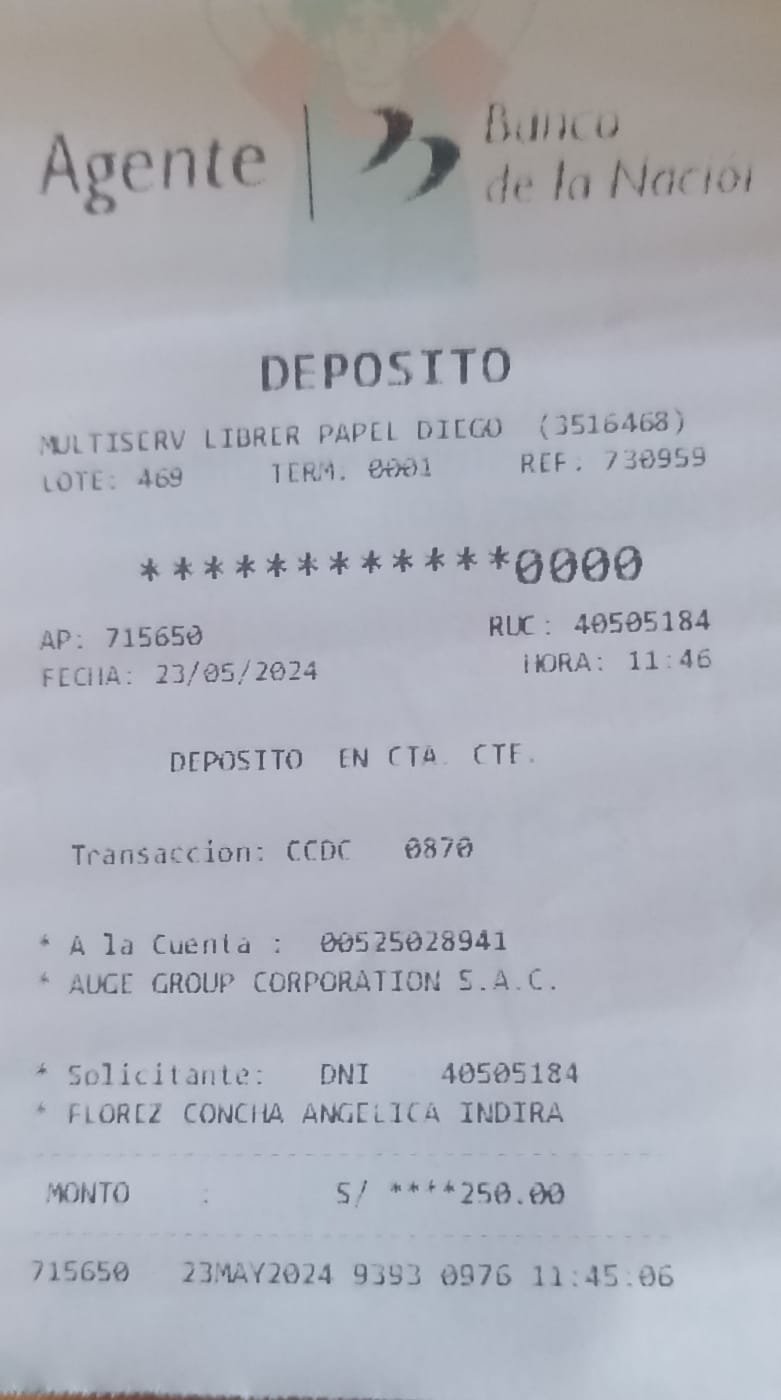 Agente
Banco
de la Nación
DEPOSITO
MULTISERV LIBRER PAPEL DIEGO (3516468)
LOTE: 469 TERM. 0001 REF: 730959
************0000
AP: 715650 RUC: 40505184
FECHA: 23/05/2024 HORA: 11:46
DEPOSITO EN CTA. CTE.
Transaccion: CCDC 0870
* A la Cuenta : 00525028941
* AUGE GROUP CORPORATION S.A.C.
* Solicitante: DNI 40505184
* FLOREZ CONCHA ANGELICA INDIRA
MONTO : S/ ****250.00
715650 23MAY2024 9393 0976 11:45:06